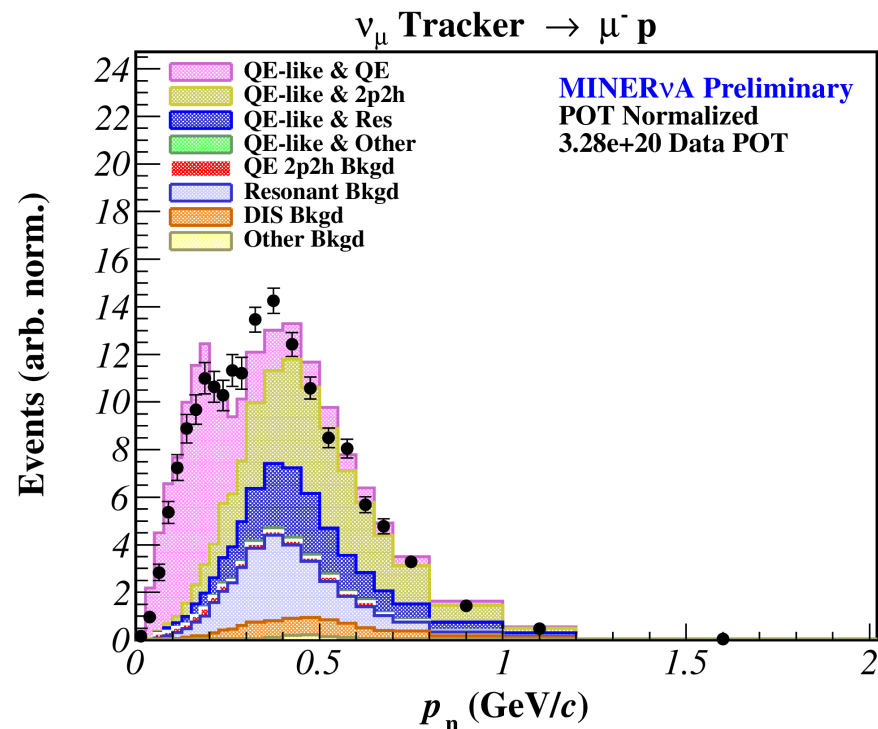 ν_μ Tracker → μ⁻ p
24
22
20
18
16
14
12
10
8
6
4
2
0
Events (arb. norm.)
QE-like & QE
QE-like & 2p2h
QE-like & Res
QE-like & Other
QE 2p2h Bkgd
Resonant Bkgd
DIS Bkgd
Other Bkgd
MINERνA Preliminary
POT Normalized
3.28e+20 Data POT
0 0.5 1 1.5 2
p_n (GeV/c)